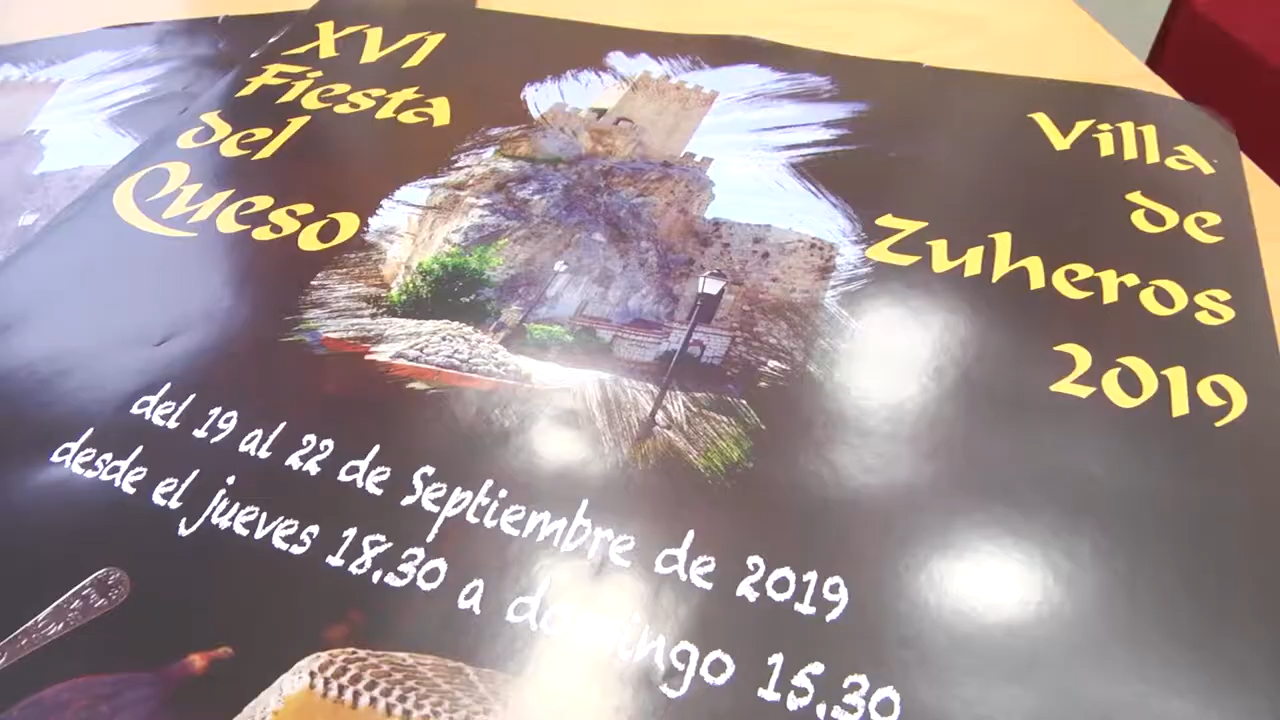 XVI
Fiesta
del
Queso
Villa
de
Zuheros
2019
del 19 al 22 de Septiembre de 2019
desde el jueves 18.30 a domingo 15.30